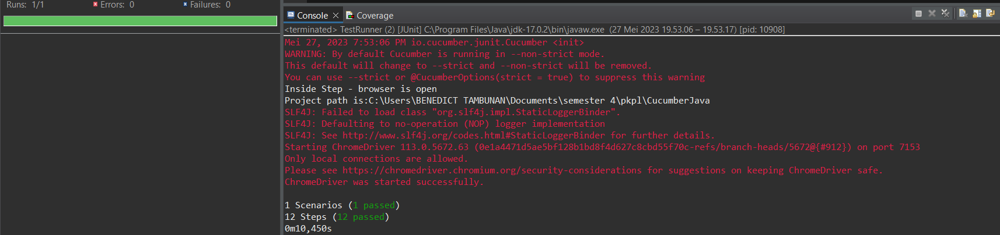 Runs: 1/1 Errors: 0 Failures: 0
Console Coverage
<terminated> TestRunner (2) [JUnit] C:\Program Files\Java\jdk-17.0.2\bin\javaw.exe (27 Mei 2023 19.53.06 – 19.53.17) [pid: 10908]
Mei 27, 2023 7:53:06 PM io.cucumber.junit.Cucumber <init>
WARNING: By default Cucumber is running in --non-strict mode.
This default will change to --strict and --non-strict will be removed.
You can use --strict or @CucumberOptions(strict = true) to suppress this warning
Inside Step - browser is open
Project path is:C:\Users\BENEDICT TAMBUNAN\Documents\semester 4\pkpl\CucumberJava
SLF4J: Failed to load class "org.slf4j.impl.StaticLoggerBinder".
SLF4J: Defaulting to no-operation (NOP) logger implementation
SLF4J: See http://www.slf4j.org/codes.html#StaticLoggerBinder for further details.
Starting ChromeDriver 113.0.5672.63 (0e1a4471d5ae5bf128b1bd8f4d627c8cbd55f70c-refs/branch-heads/5672@{#912}) on port 7153
Only local connections are allowed.
Please see https://chromedriver.chromium.org/security-considerations for suggestions on keeping ChromeDriver safe.
ChromeDriver was started successfully.
1 Scenarios (1 passed)
12 Steps (12 passed)
0m10,450s